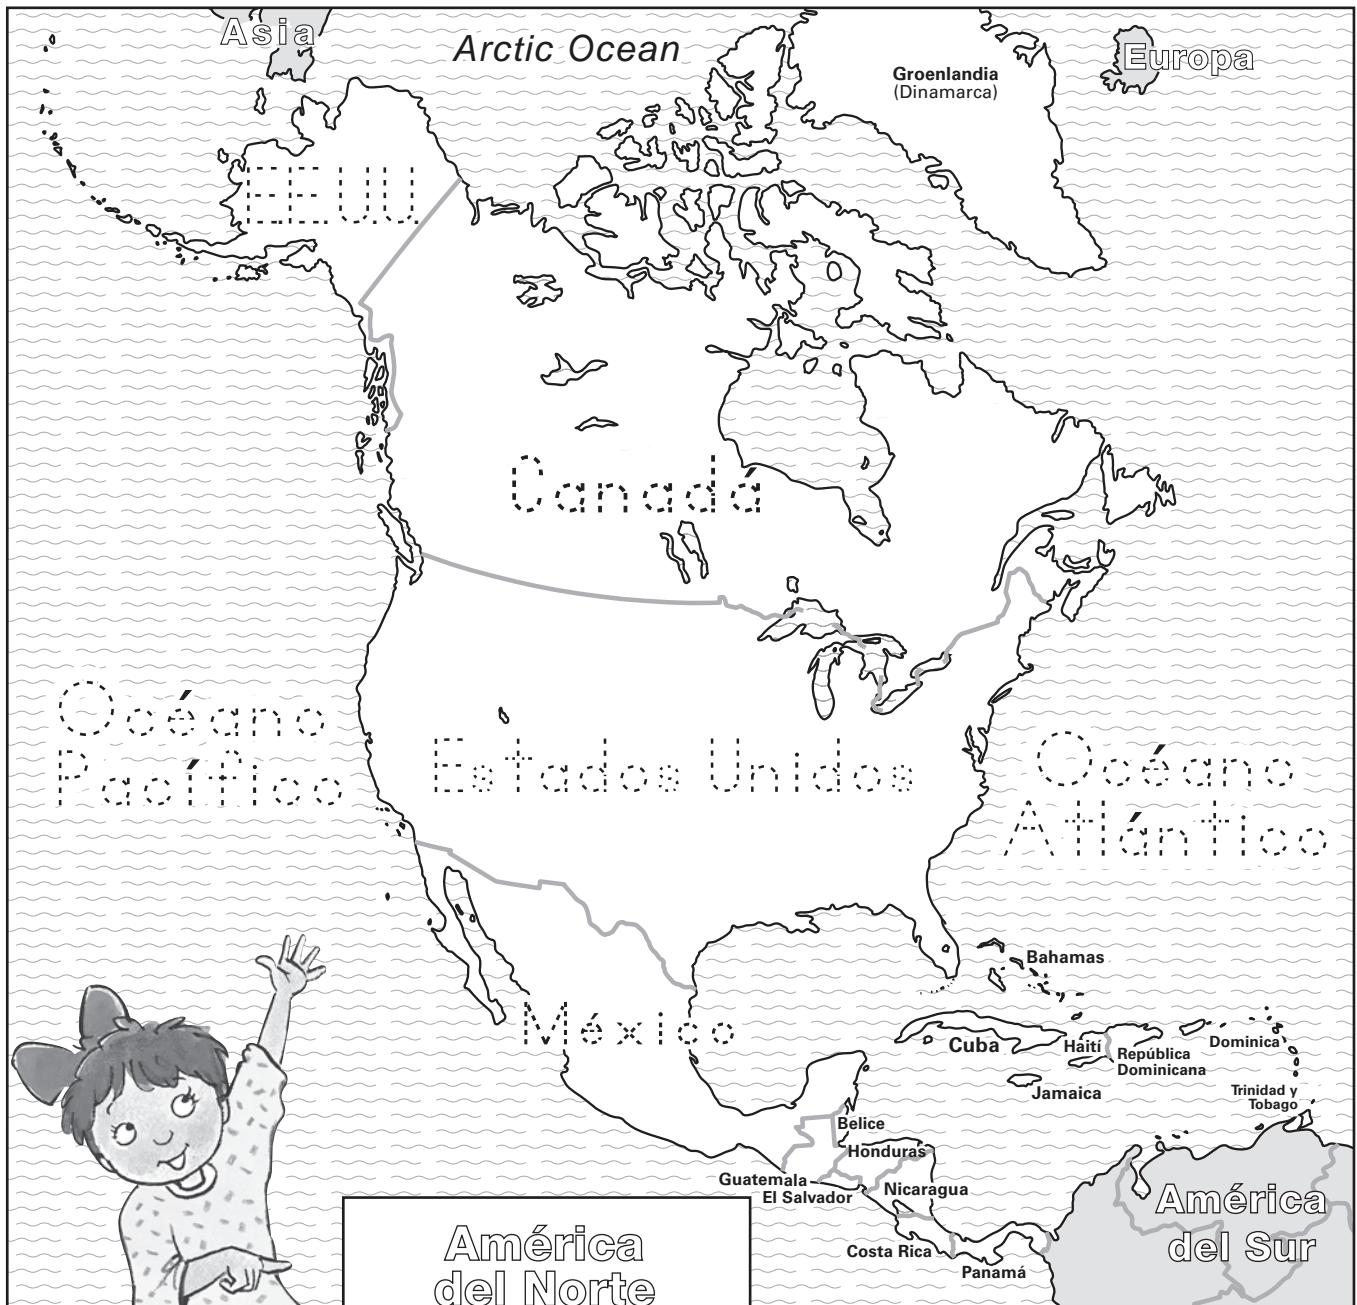 Asia
Arctic Ocean
Groenlandia
(Dinamarca)
Europa
EE.UU.
Canadá
Océano
Pacífico
Estados Unidos
Océano
Atlántico
México
Bahamas
Cuba
Haití
República
Dominicana
Dominica
Jamaica
Trinidad y
Tobago
Belice
Honduras
Guatemala
El Salvador
Nicaragua
Costa Rica
Panamá
América
del Sur
América
del Norte